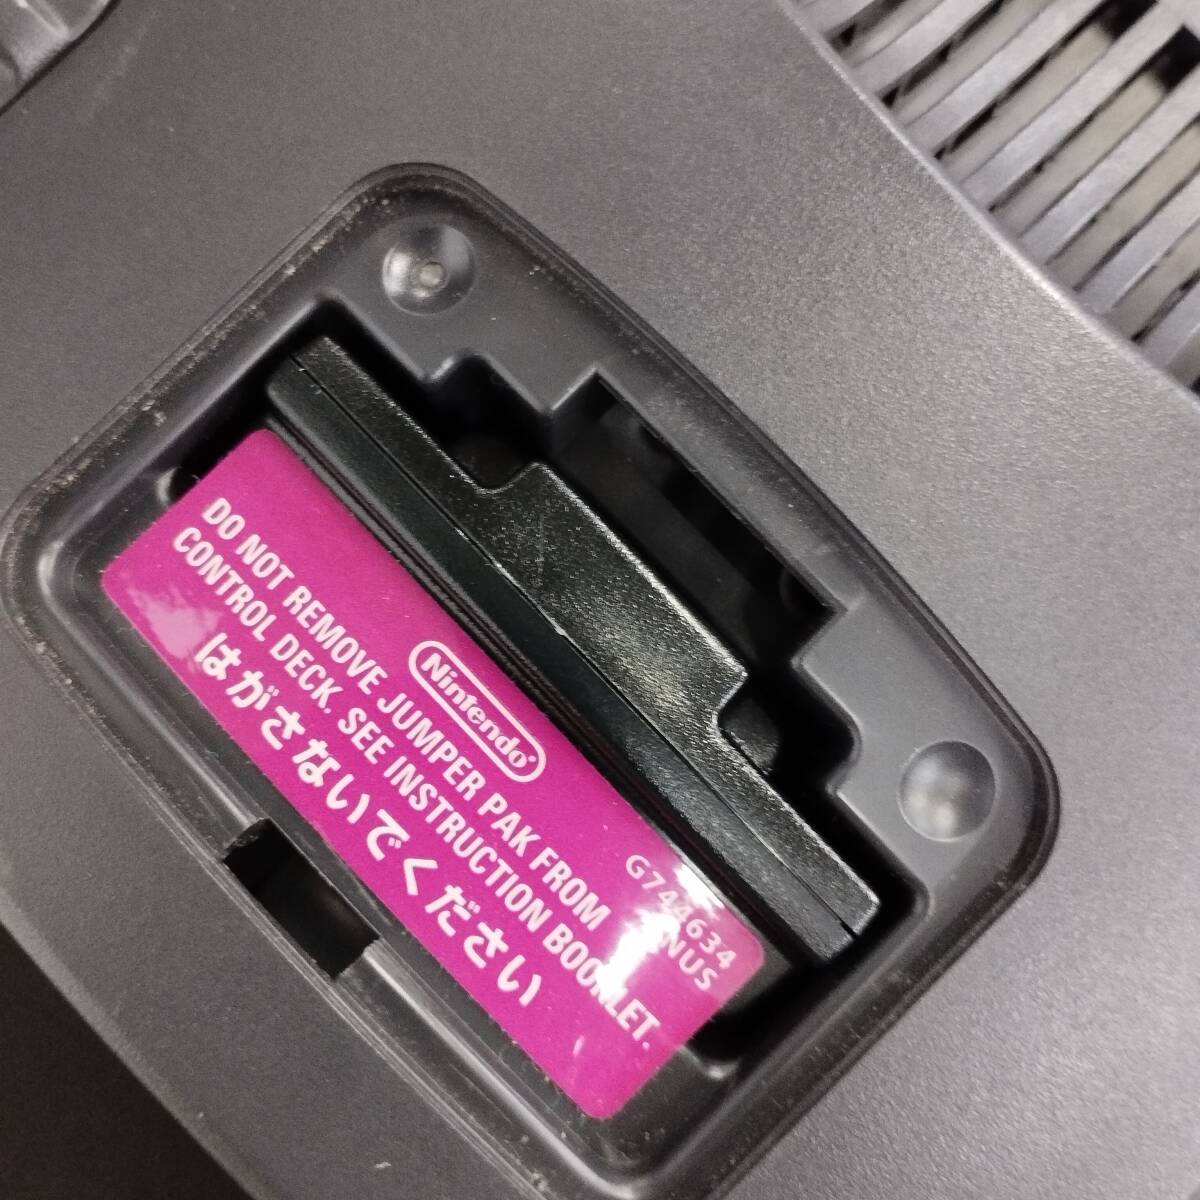 Nintendo®
G744634
NUS
DO NOT REMOVE JUMPER PAK FROM
CONTROL DECK. SEE INSTRUCTION BOOKLET.
はがさないでください